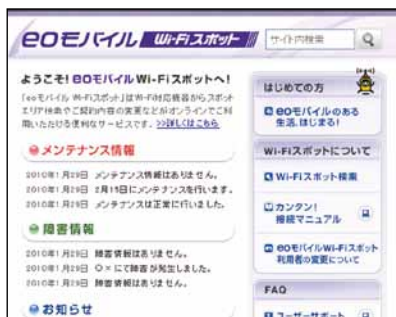 eoモバイル Wi-Fiスポット
サイト内検索
ようこそ! eoモバイル Wi-Fiスポットへ!
「eoモバイル Wi-Fiスポット」はWi-Fi対応機器からスポット
エリア検索やご契約内容の変更などがオンラインでご利
用いただける便利なサービスです。 >>詳しくはこちら
メンテナンス情報
2010年1月29日 メンテナンス情報はありません。
2010年1月29日 2月15日にメンテナンスを行います。
2010年1月29日 メンテナンスは正常に行いました。
障害情報
2010年1月29日 障害情報はありません。
2010年1月29日 ○×にて障害が発生しました。
2010年1月29日 障害情報はありません。
お知らせ
はじめての方
eoモバイルのある
生活、はじまる!
Wi-Fiスポットについて
Wi-Fiスポット検索
カンタン!
接続マニュアル
eoモバイルWi-Fiスポット
利用者の変更について
FAQ
ユーザーサポート